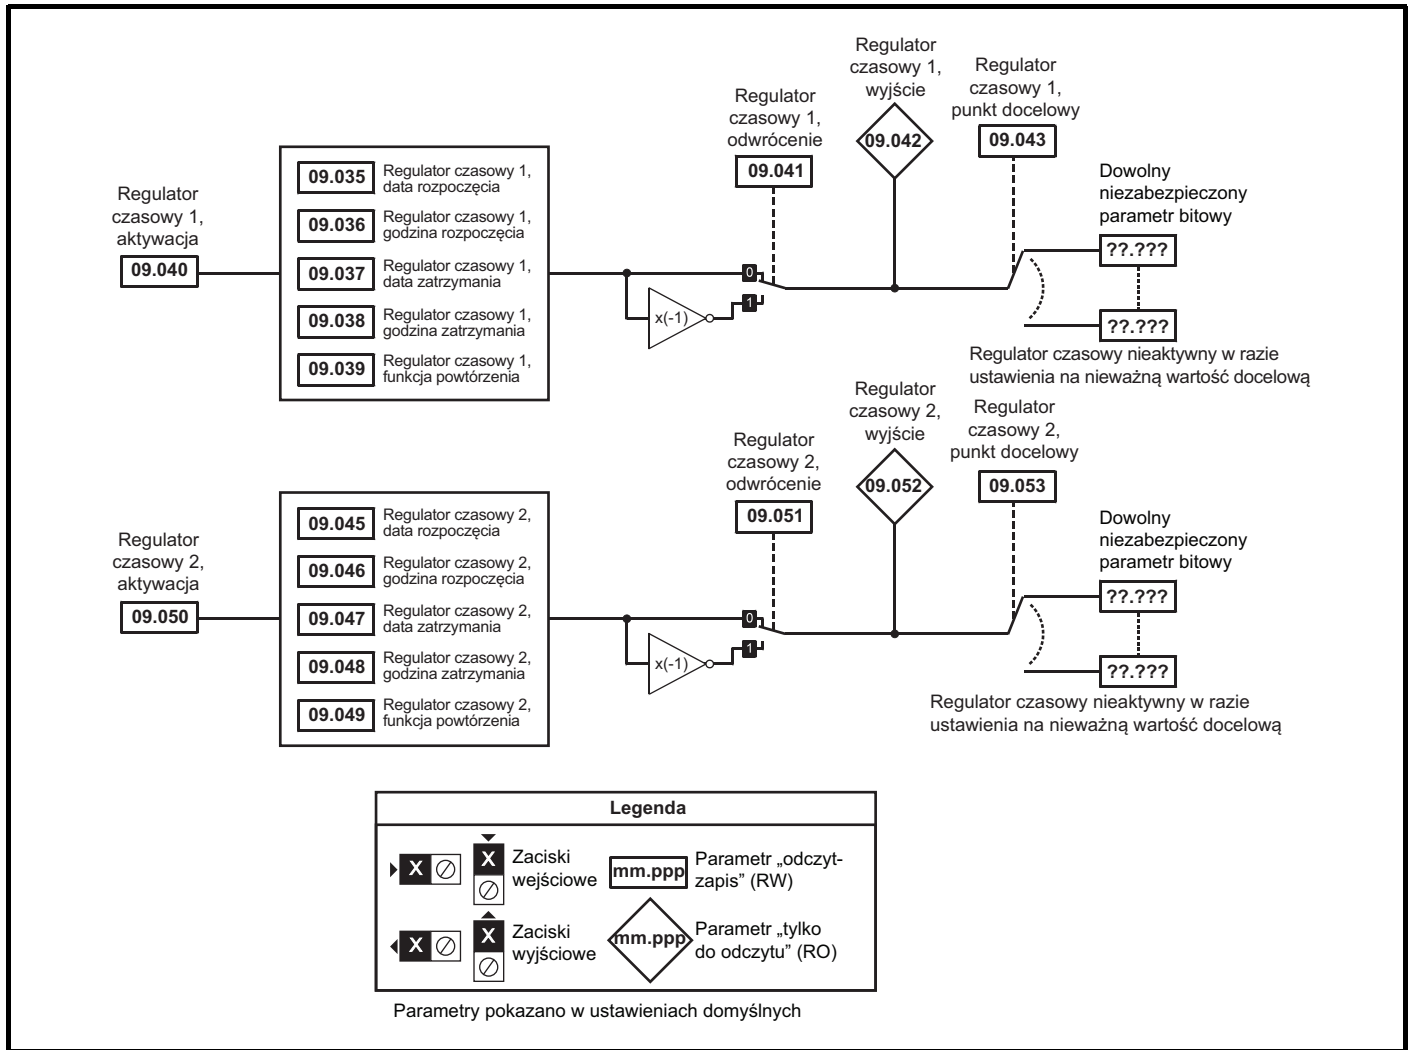 Regulator
czasowy 1,
aktywacja
09.040
09.035
Regulator czasowy 1,
data rozpoczęcia
09.036
Regulator czasowy 1,
godzina rozpoczęcia
09.037
Regulator czasowy 1,
data zatrzymania
09.038
Regulator czasowy 1,
godzina zatrzymania
09.039
Regulator czasowy 1,
funkcja powtórzenia
x(-1)
0
1
Regulator
czasowy 1,
odwrócenie
09.041
Regulator
czasowy 1,
wyjście
09.042
Regulator
czasowy 1,
punkt docelowy
09.043
Dowolny
niezabezpieczony
parametr bitowy
??.???
??.???
Regulator czasowy nieaktywny w razie
ustawienia na nieważną wartość docelową
Regulator
czasowy 2,
aktywacja
09.050
09.045
Regulator czasowy 2,
data rozpoczęcia
09.046
Regulator czasowy 2,
godzina rozpoczęcia
09.047
Regulator czasowy 2,
data zatrzymania
09.048
Regulator czasowy 2,
godzina zatrzymania
09.049
Regulator czasowy 2,
funkcja powtórzenia
x(-1)
0
1
Regulator
czasowy 2,
odwrócenie
09.051
Regulator
czasowy 2,
wyjście
09.052
Regulator
czasowy 2,
punkt docelowy
09.053
Dowolny
niezabezpieczony
parametr bitowy
??.???
??.???
Regulator czasowy nieaktywny w razie
ustawienia na nieważną wartość docelową
Legenda
X
X
Zaciski
wejściowe
mm.ppp
Parametr „odczyt-
zapis” (RW)
X
X
Zaciski
wyjściowe
mm.ppp
Parametr „tylko
do odczytu” (RO)
Parametry pokazano w ustawieniach domyślnych